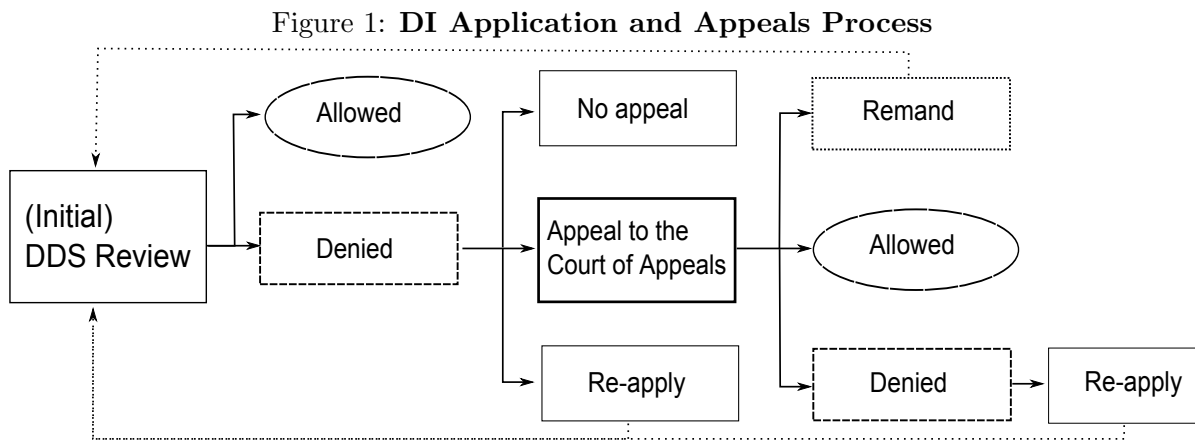 Figure 1: DI Application and Appeals Process
Allowed
No appeal
Remand
(Initial)
DDS Review
Denied
Appeal to the
Court of Appeals
Allowed
Re-apply
Denied
Re-apply